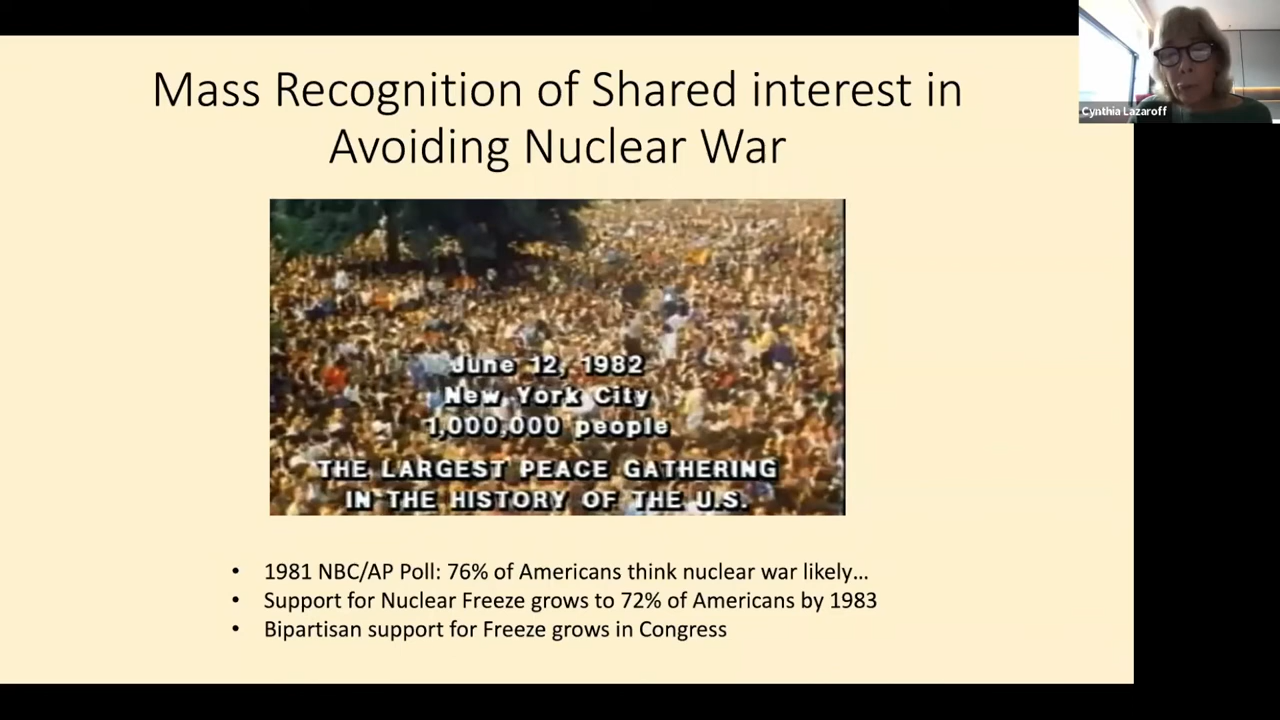 Mass Recognition of Shared interest in
Avoiding Nuclear War
June 12, 1982
New York City
1,000,000 people
THE LARGEST PEACE GATHERING
IN THE HISTORY OF THE U.S.
• 1981 NBC/AP Poll: 76% of Americans think nuclear war likely…
• Support for Nuclear Freeze grows to 72% of Americans by 1983
• Bipartisan support for Freeze grows in Congress
Cynthia Lazaroff